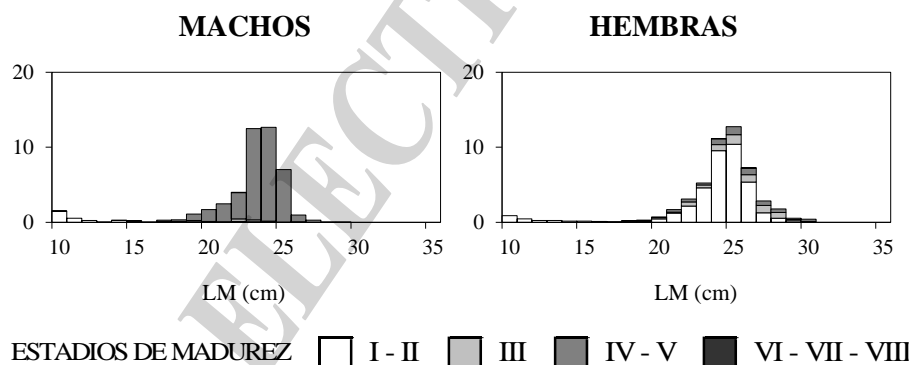 MACHOS
HEMBRAS
20
10
0
10 15 20 25 30 35
LM (cm)
20
10
0
10 15 20 25 30 35
LM (cm)
ESTADIOS DE MADUREZ I - II III IV - V VI - VII - VIII
ELECTI